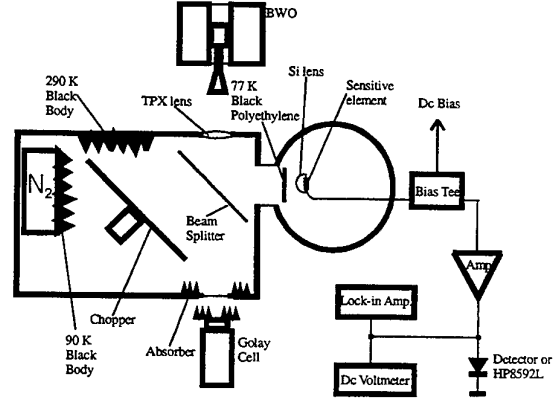 BWO
290 K
Black
Body
TPX lens
77 K
Black
Polyethylene
Si lens
Sensitive
element
Dc Bias
N2
Bias Tee
Beam
Splitter
Amp
Chopper
Lock-in Amp.
90 K
Black
Body
Absorber
Golay
Cell
Dc Voltmeter
Detector or
HP8592L